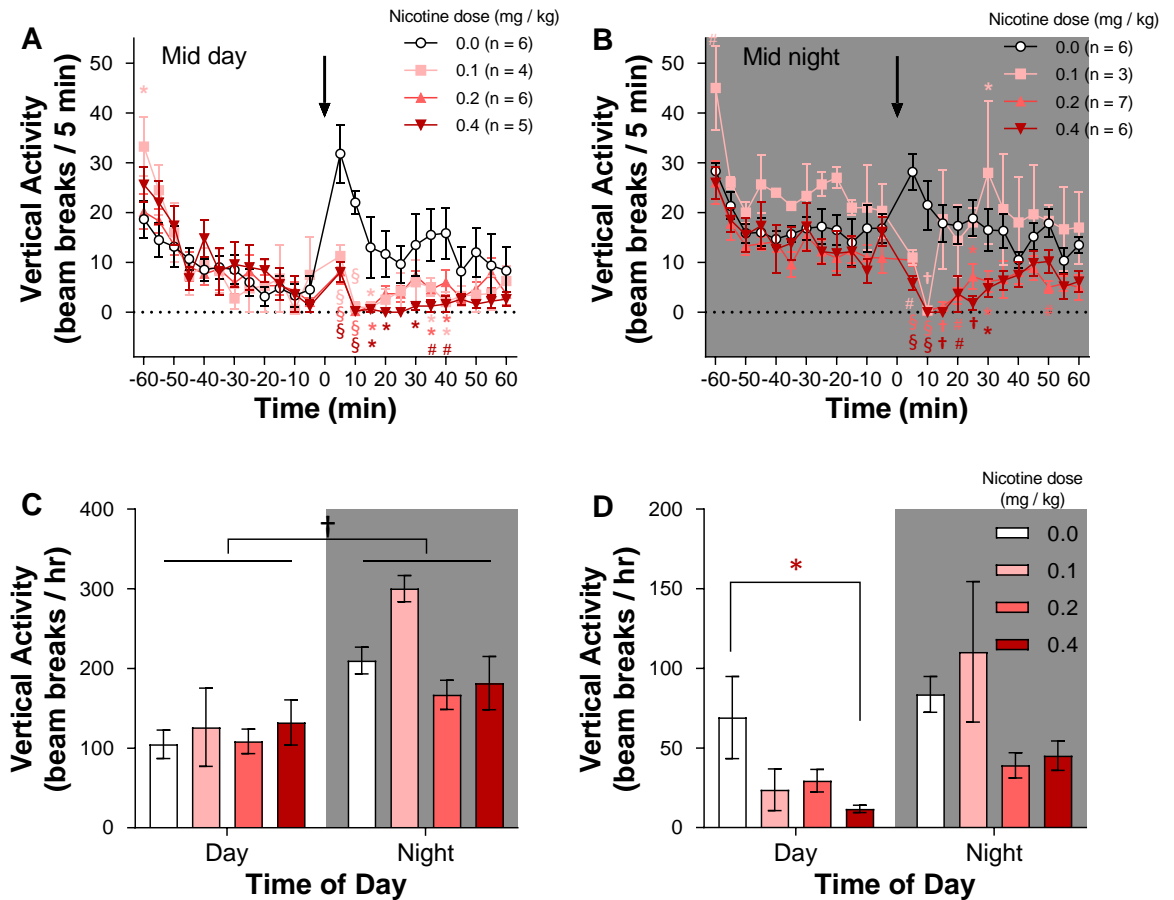 A
Mid day
Nicotine dose (mg / kg)
0.0 (n = 6)
0.1 (n = 4)
0.2 (n = 6)
0.4 (n = 5)
Vertical Activity
(beam breaks / 5 min)
50
40
30
20
10
0
-60 -50 -40 -30 -20 -10 0 10 20 30 40 50 60
Time (min)
B
Mid night
Nicotine dose (mg / kg)
0.0 (n = 6)
0.1 (n = 3)
0.2 (n = 7)
0.4 (n = 6)
Vertical Activity
(beam breaks / 5 min)
50
40
30
20
10
0
-60 -50 -40 -30 -20 -10 0 10 20 30 40 50 60
Time (min)
C
Vertical Activity
(beam breaks / hr)
400
300
200
100
0
†
Day Night
Time of Day
D
Nicotine dose
(mg / kg)
0.0
0.1
0.2
0.4
Vertical Activity
(beam breaks / hr)
200
150
100
50
0
*
Day Night
Time of Day